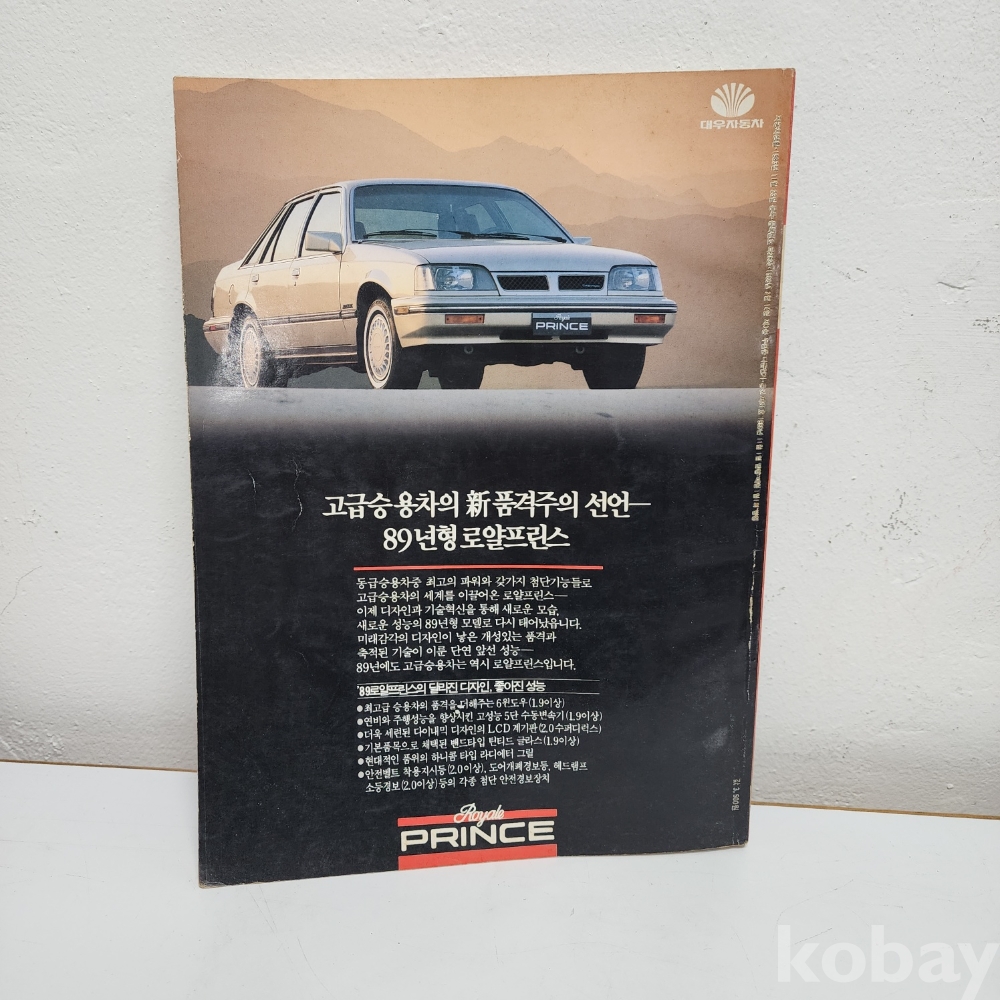 대우자동차
Royale
PRINCE
고급승용차의 新 품격주의 선언—
89년형 로얄프린스
동급승용차중 최고의 파워와 갖가지 첨단기능들로
고급승용차의 세계를 이끌어온 로얄프린스—
이제 디자인과 기술혁신을 통해 새로운 모습,
새로운 성능의 89년형 모델로 다시 태어났읍니다.
미래감각의 디자인이 낳은 개성있는 품격과
축적된 기술이 이룬 단연 앞선 성능—
89년에도 고급승용차는 역시 로얄프린스입니다.
'89로얄프린스의 달라진 디자인, 좋아진 성능
●최고급 승용차의 품격을 더해주는 6윈도우(1.9이상)
●연비와 주행성능을 향상시킨 고성능 5단 수동변속기(1.9이상)
●더욱 세련된 다이내믹 디자인의 LCD 계기판(2.0수퍼디럭스)
●기본품목으로 채택된 밴드타입 틴티드 글라스(1.9이상)
●현대적인 품위의 하니콤 타입 라디에터 그릴
●안전벨트 착용지시등(2.0이상), 도어개폐경보등, 헤드램프
소등경보(2.0이상) 등의 각종 첨단 안전경보장치
Royale
PRINCE
값 3,500원
kobay